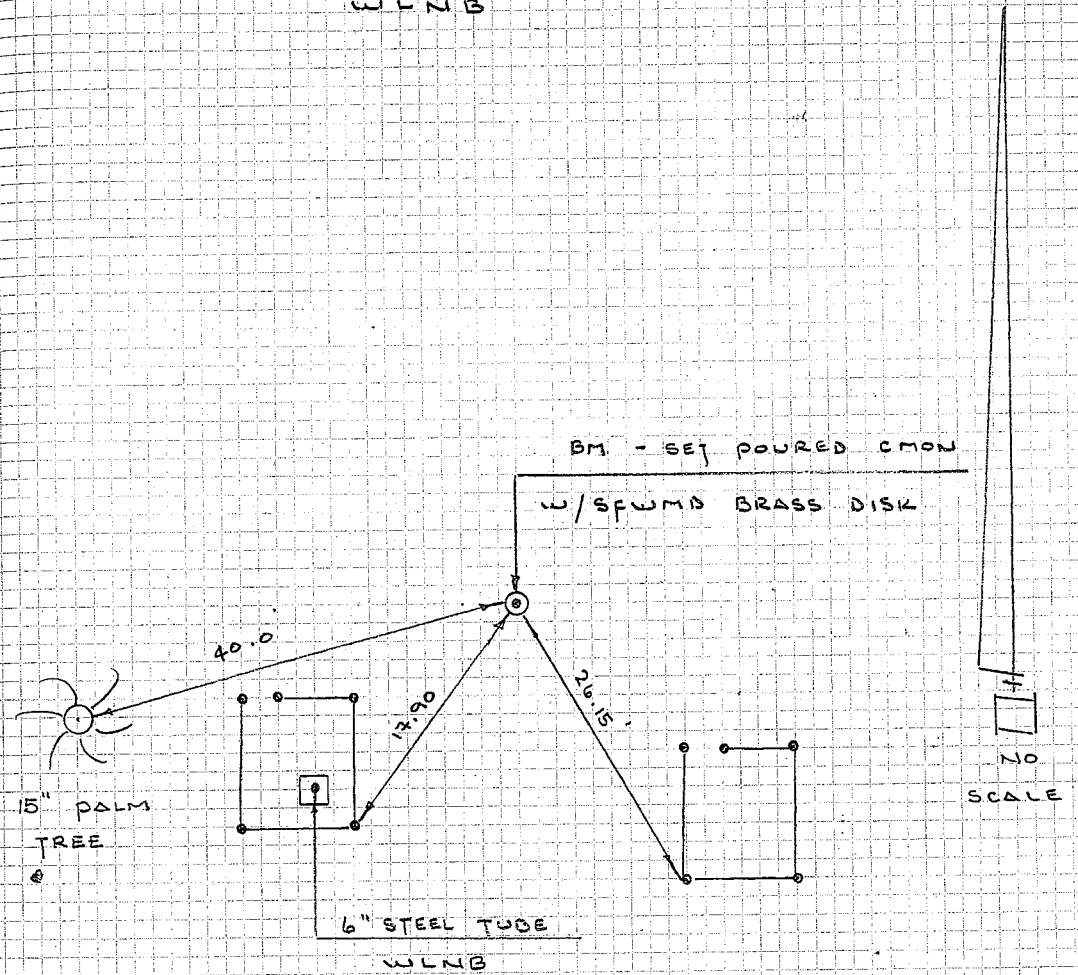 WLNB
BM. - SET POURED CMON
W/SFWMD BRASS DISK
40.0
17.90
26.15'
15" PALM
TREE
NO
SCALE
6" STEEL TUBE
WLNB